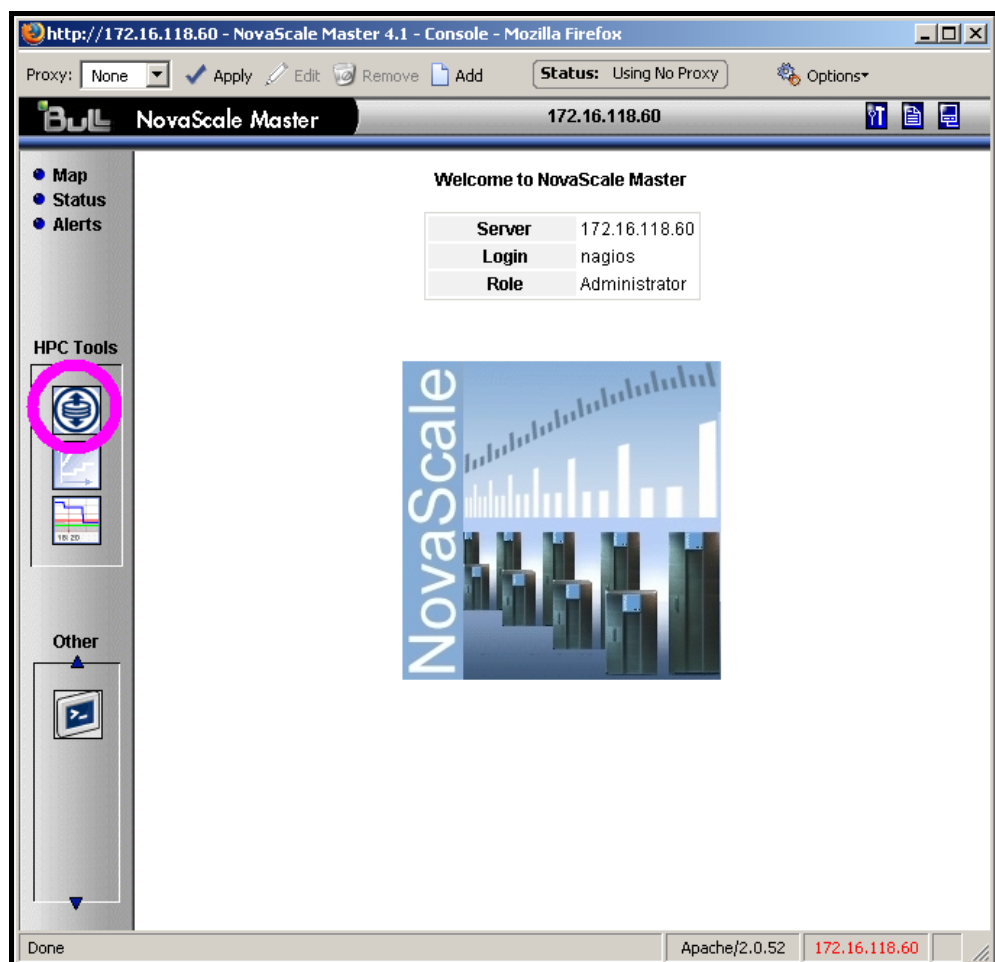 http://172.16.118.60 - NovaScale Master 4.1 - Console - Mozilla Firefox
Proxy: None Apply Edit Remove Add Status: Using No Proxy Options
Bull NovaScale Master 172.16.118.60
Map
Status
Alerts
Welcome to NovaScale Master
Server 172.16.118.60
Login nagios
Role Administrator
HPC Tools
18:20
NovaScale
Other
>-
Done Apache/2.0.52 172.16.118.60